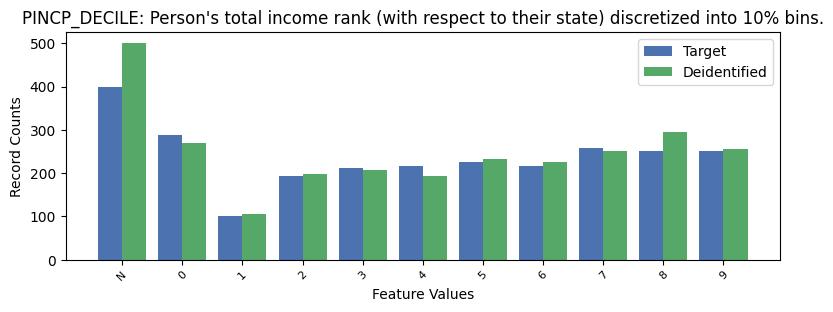 PINCP_DECILE: Person's total income rank (with respect to their state) discretized into 10% bins.
500
400
300
200
100
0
Record Counts
Target
Deidentified
N 0 1 2 3 4 5 6 7 8 9
Feature Values